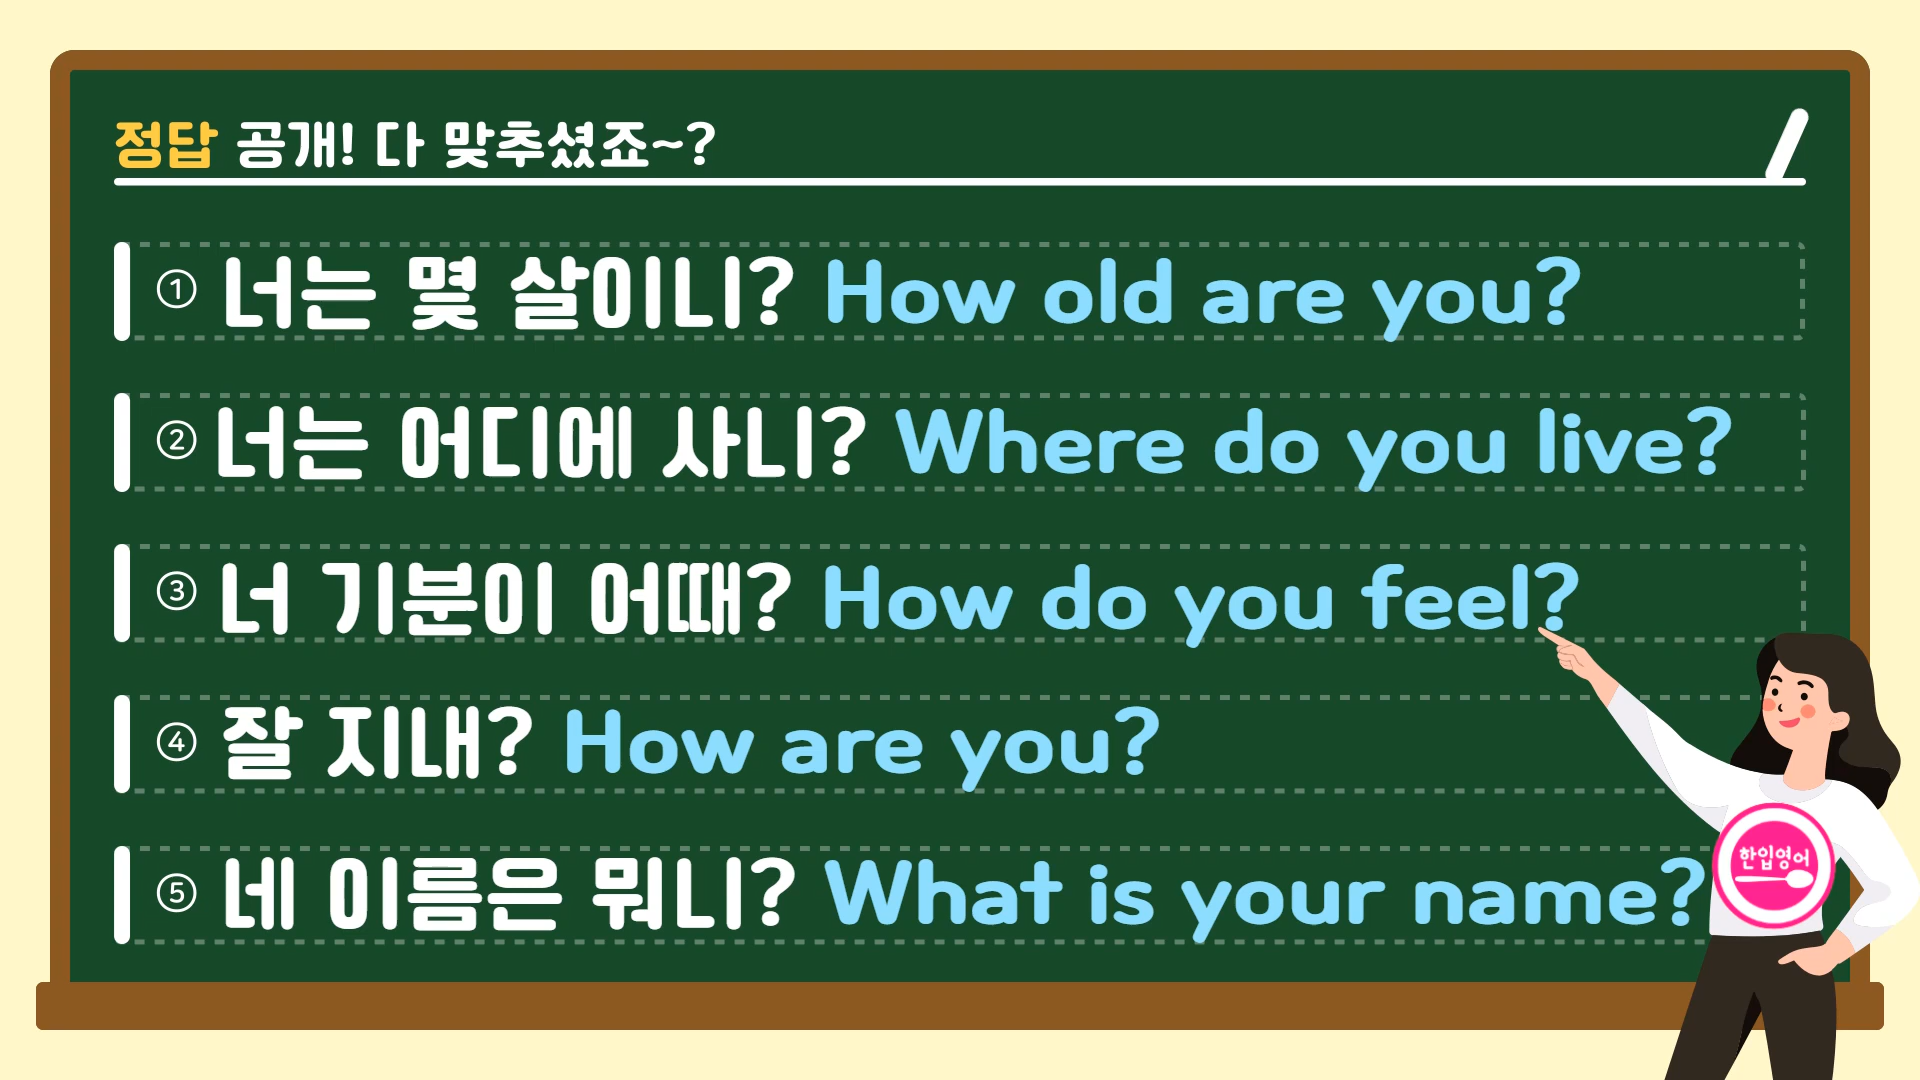 정답 공개! 다 맞추셨죠~?
① 너는 몇 살이니? How old are you?
② 너는 어디에 사니? Where do you live?
③ 너 기분이 어때? How do you feel?
④ 잘 지내? How are you?
⑤ 네 이름은 뭐니? What is your name?
한입영어